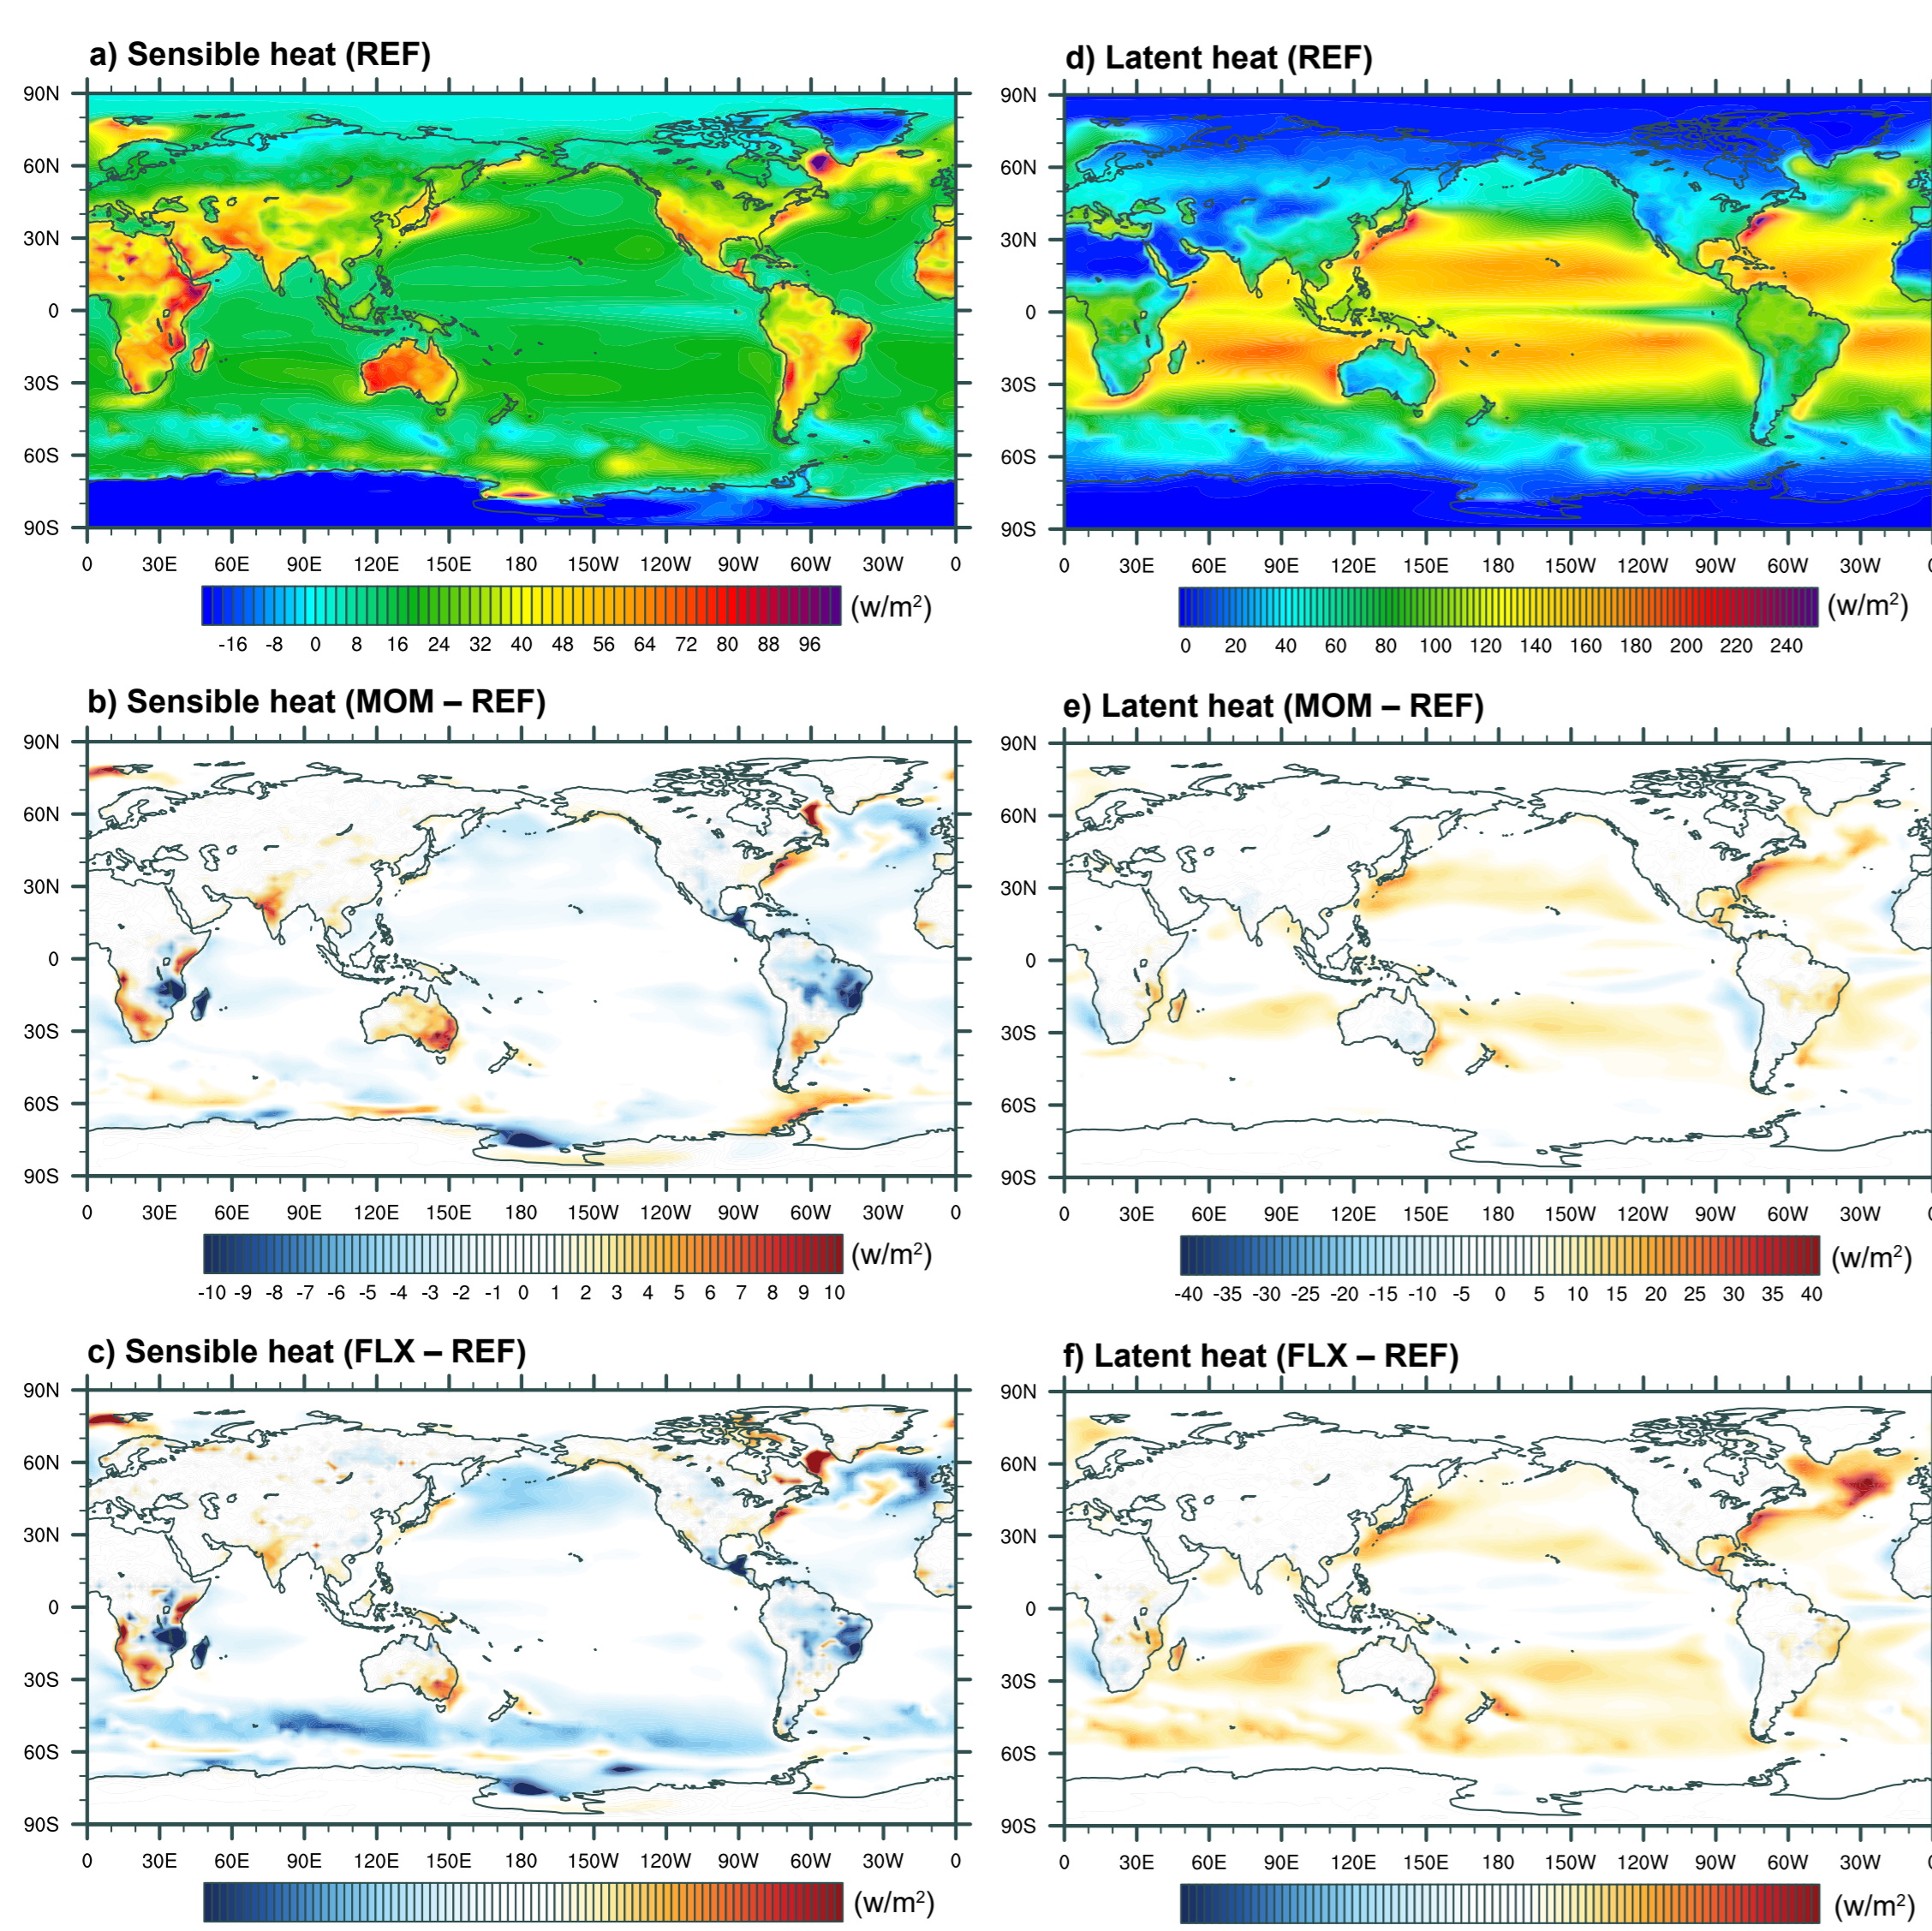 a) Sensible heat (REF)
90N
60N
30N
0
30S
60S
90S
0 30E 60E 90E 120E 150E 180 150W 120W 90W 60W 30W 0
-16 -8 0 8 16 24 32 40 48 56 64 72 80 88 96
(w/m²)
d) Latent heat (REF)
90N
60N
30N
0
30S
60S
90S
0 30E 60E 90E 120E 150E 180 150W 120W 90W 60W 30W
0 20 40 60 80 100 120 140 160 180 200 220 240
(w/m²)
b) Sensible heat (MOM – REF)
90N
60N
30N
0
30S
60S
90S
0 30E 60E 90E 120E 150E 180 150W 120W 90W 60W 30W 0
-10 -9 -8 -7 -6 -5 -4 -3 -2 -1 0 1 2 3 4 5 6 7 8 9 10
(w/m²)
e) Latent heat (MOM – REF)
90N
60N
30N
0
30S
60S
90S
0 30E 60E 90E 120E 150E 180 150W 120W 90W 60W 30W
-40 -35 -30 -25 -20 -15 -10 -5 0 5 10 15 20 25 30 35 40
(w/m²)
c) Sensible heat (FLX – REF)
90N
60N
30N
0
30S
60S
90S
0 30E 60E 90E 120E 150E 180 150W 120W 90W 60W 30W 0
(w/m²)
f) Latent heat (FLX – REF)
90N
60N
30N
0
30S
60S
90S
0 30E 60E 90E 120E 150E 180 150W 120W 90W 60W 30W
(w/m²)